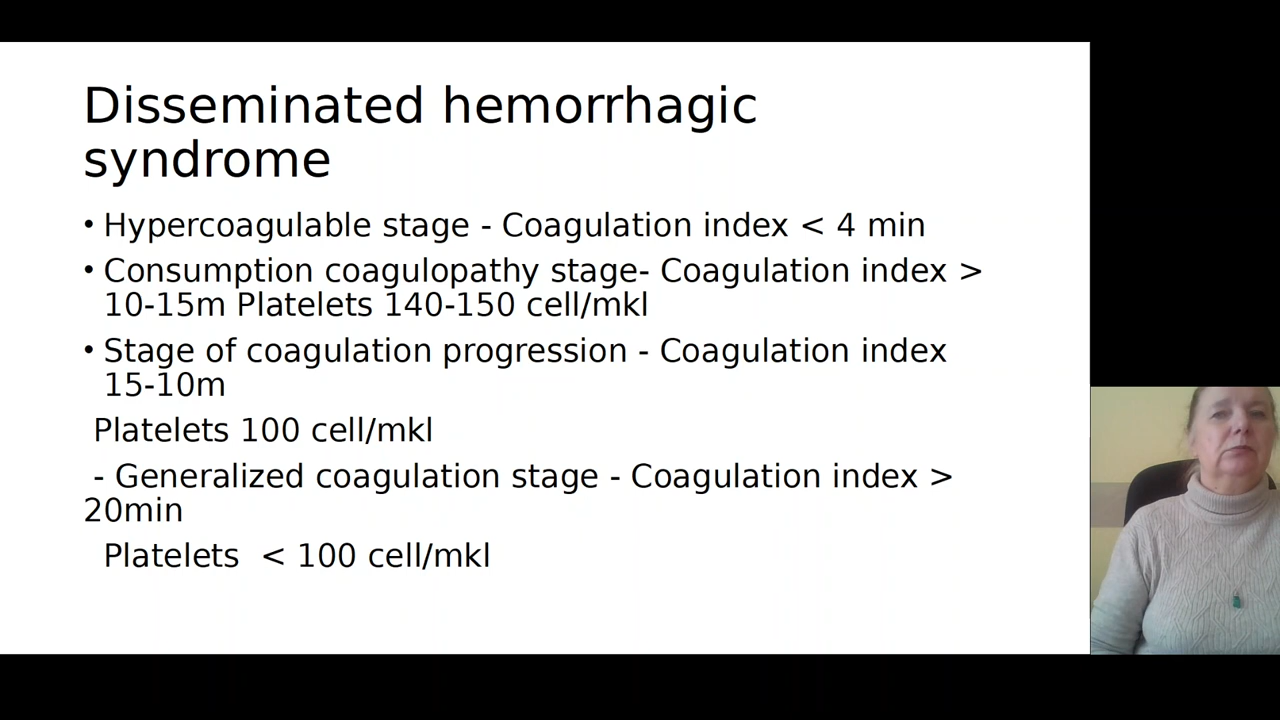 Disseminated hemorrhagic
syndrome
• Hypercoagulable stage - Coagulation index < 4 min
• Consumption coagulopathy stage- Coagulation index >
10-15m Platelets 140-150 cell/mkl
• Stage of coagulation progression - Coagulation index
15-10m
Platelets 100 cell/mkl
- Generalized coagulation stage - Coagulation index >
20min
Platelets  < 100 cell/mkl